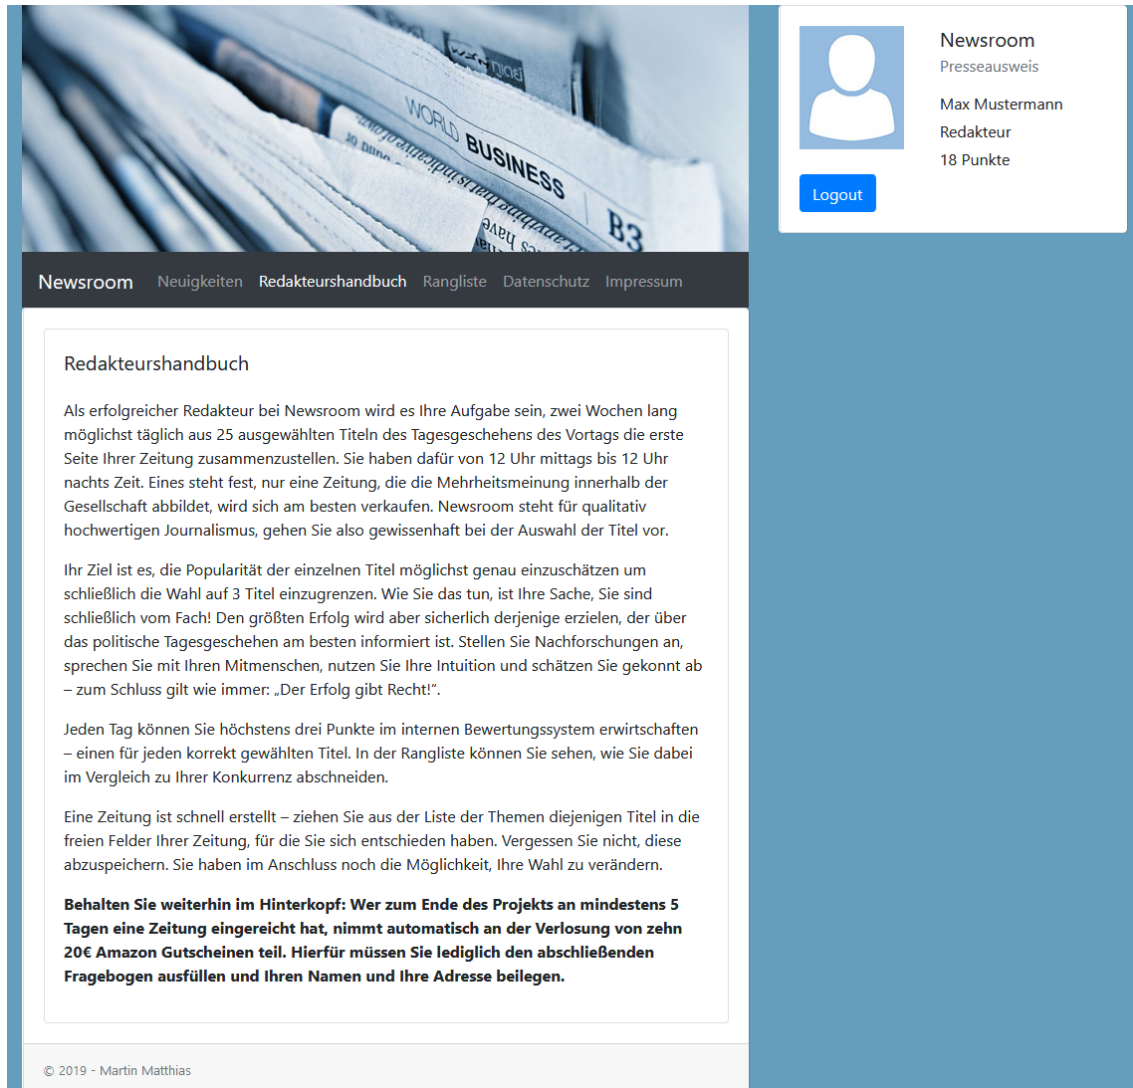 WORLD BUSINESS
B3
Newsroom
Presseausweis
Max Mustermann
Redakteur
18 Punkte
Logout
Newsroom Neuigkeiten Redakteurshandbuch Rangliste Datenschutz Impressum
Redakteurshandbuch
Als erfolgreicher Redakteur bei Newsroom wird es Ihre Aufgabe sein, zwei Wochen lang
möglichst täglich aus 25 ausgewählten Titeln des Tagesgeschehens des Vortags die erste
Seite Ihrer Zeitung zusammenzustellen. Sie haben dafür von 12 Uhr mittags bis 12 Uhr
nachts Zeit. Eines steht fest, nur eine Zeitung, die die Mehrheitsmeinung innerhalb der
Gesellschaft abbildet, wird sich am besten verkaufen. Newsroom steht für qualitativ
hochwertigen Journalismus, gehen Sie also gewissenhaft bei der Auswahl der Titel vor.
Ihr Ziel ist es, die Popularität der einzelnen Titel möglichst genau einzuschätzen um
schließlich die Wahl auf 3 Titel einzugrenzen. Wie Sie das tun, ist Ihre Sache, Sie sind
schließlich vom Fach! Den größten Erfolg wird aber sicherlich derjenige erzielen, der über
das politische Tagesgeschehen am besten informiert ist. Stellen Sie Nachforschungen an,
sprechen Sie mit Ihren Mitmenschen, nutzen Sie Ihre Intuition und schätzen Sie gekonnt ab
– zum Schluss gilt wie immer: „Der Erfolg gibt Recht!“.
Jeden Tag können Sie höchstens drei Punkte im internen Bewertungssystem erwirtschaften
– einen für jeden korrekt gewählten Titel. In der Rangliste können Sie sehen, wie Sie dabei
im Vergleich zu Ihrer Konkurrenz abschneiden.
Eine Zeitung ist schnell erstellt – ziehen Sie aus der Liste der Themen diejenigen Titel in die
freien Felder Ihrer Zeitung, für die Sie sich entschieden haben. Vergessen Sie nicht, diese
abzuspeichern. Sie haben im Anschluss noch die Möglichkeit, Ihre Wahl zu verändern.
Behalten Sie weiterhin im Hinterkopf: Wer zum Ende des Projekts an mindestens 5
Tagen eine Zeitung eingereicht hat, nimmt automatisch an der Verlosung von zehn
20€ Amazon Gutscheinen teil. Hierfür müssen Sie lediglich den abschließenden
Fragebogen ausfüllen und Ihren Namen und Ihre Adresse beilegen.
© 2019 - Martin Matthias